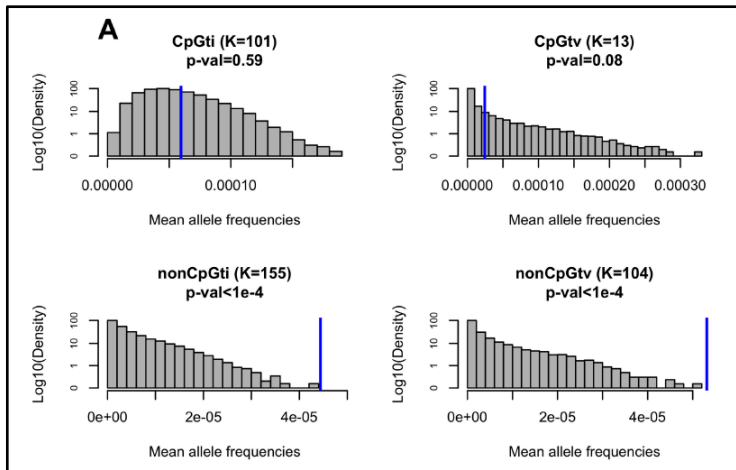 A
CpGti (K=101)
p-val=0.59
Log10(Density)
0 1 10 100
0.00000 0.00010
Mean allele frequencies
CpGtv (K=13)
p-val=0.08
Log10(Density)
0 1 10 100
0.00000 0.00010 0.00020 0.00030
Mean allele frequencies
nonCpGti (K=155)
p-val<1e-4
Log10(Density)
0 1 10 100
0e+00 2e-05 4e-05
Mean allele frequencies
nonCpGtv (K=104)
p-val<1e-4
Log10(Density)
0 1 10 100
0e+00 2e-05 4e-05
Mean allele frequencies